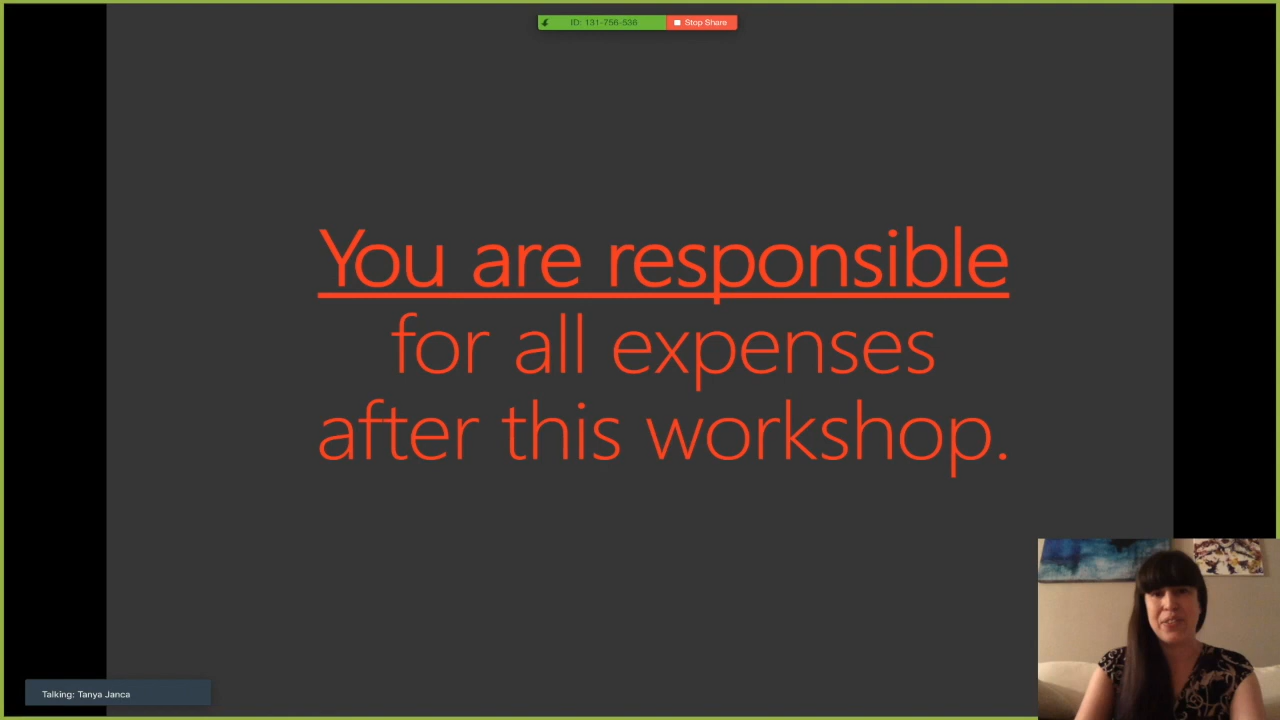 ID: 131-756-536
Stop Share
You are responsible
for all expenses
after this workshop.
Talking: Tanya Janca